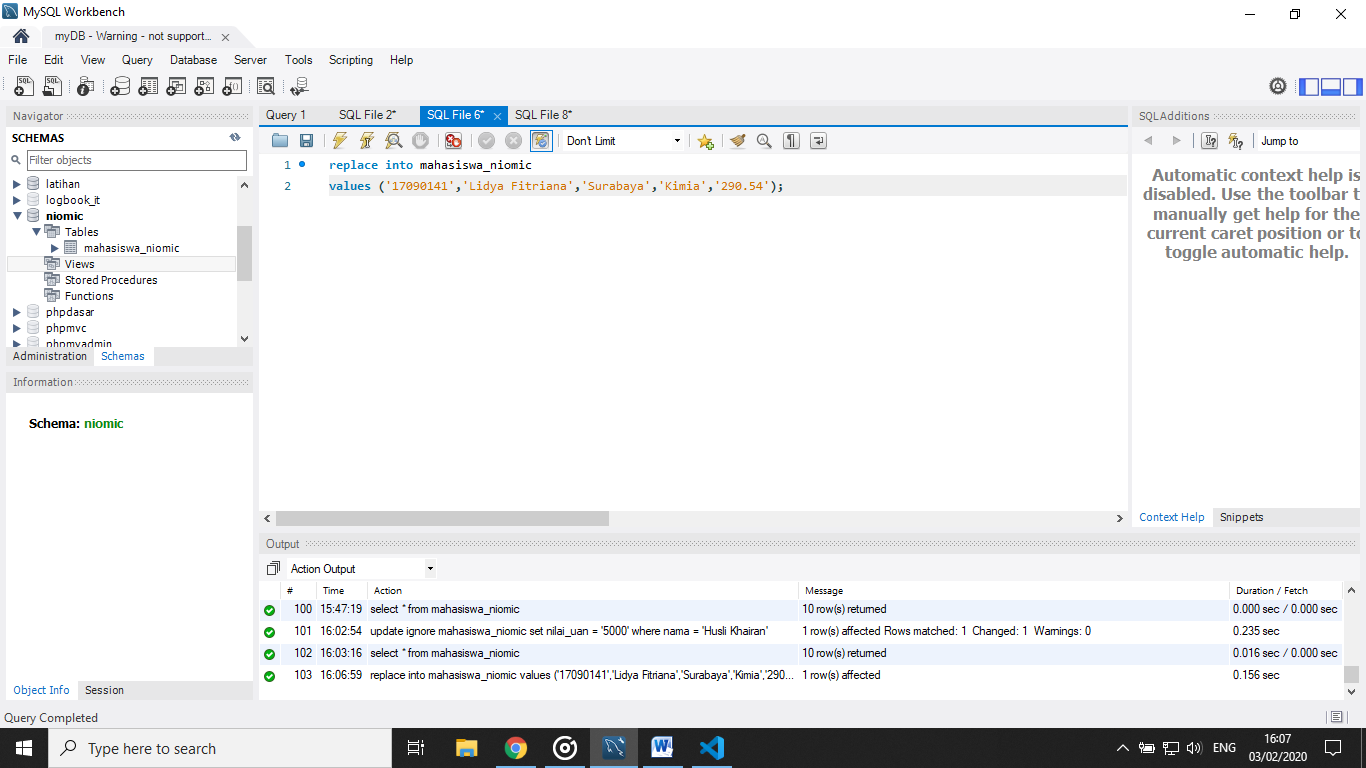 MySQL Workbench
myDB - Warning - not support...
File Edit View Query Database Server Tools Scripting Help
Navigator
SCHEMAS
Filter objects
latihan
logbook_it
niomic
Tables
mahasiswa_niomic
Views
Stored Procedures
Functions
phpdasar
phpmvc
phpmyadmin
Administration Schemas
Information
Schema: niomic
Object Info Session
Query 1 SQL File 2* SQL File 6* SQL File 8*
Don't Limit
1 replace into mahasiswa_niomic
2 values ('17090141','Lidya Fitriana','Surabaya','Kimia','290.54');
SQLAdditions
Jump to
Automatic context help is
disabled. Use the toolbar t
manually get help for the
current caret position or to
toggle automatic help.
Context Help Snippets
Output
Action Output
# Time Action Message Duration / Fetch
100 15:47:19 select * from mahasiswa_niomic 10 row(s) returned 0.000 sec / 0.000 sec
101 16:02:54 update ignore mahasiswa_niomic set nilai_uan = '5000' where nama = 'Husli Khairan' 1 row(s) affected Rows matched: 1 Changed: 1 Warnings: 0 0.235 sec
102 16:03:16 select * from mahasiswa_niomic 10 row(s) returned 0.016 sec / 0.000 sec
103 16:06:59 replace into mahasiswa_niomic values ('17090141','Lidya Fitriana','Surabaya','Kimia','290... 1 row(s) affected 0.156 sec
Query Completed
Type here to search
ENG
16:07
03/02/2020